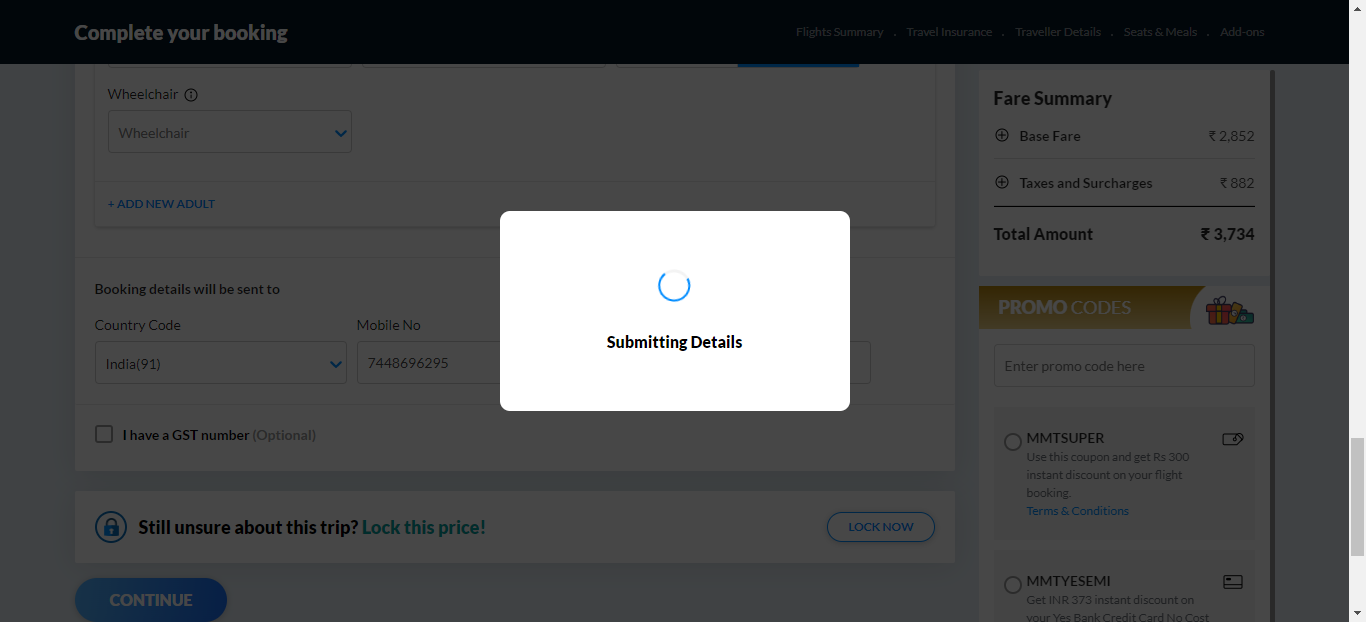 Complete your booking
Flights Summary . Travel Insurance . Traveller Details . Seats & Meals . Add-ons
Wheelchair
Wheelchair
+ ADD NEW ADULT
Booking details will be sent to
Country Code
Mobile No
India(91)
7448696295
I have a GST number (Optional)
Still unsure about this trip? Lock this price!
LOCK NOW
CONTINUE
Submitting Details
Fare Summary
Base Fare ₹ 2,852
Taxes and Surcharges ₹ 882
Total Amount ₹ 3,734
PROMO CODES
Enter promo code here
MMTSUPER
Use this coupon and get Rs 300
instant discount on your flight
booking.
Terms & Conditions
MMTYESEMI
Get INR 373 instant discount on
your Yes Bank Credit Card No Cost